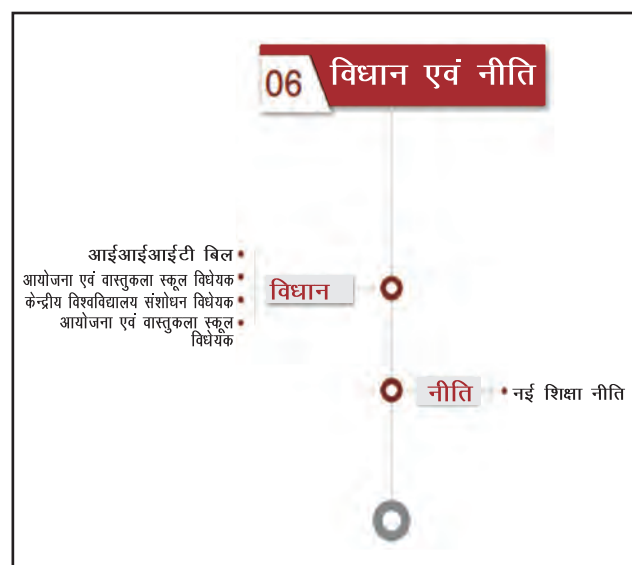 06 विधान एवं नीति
आईआईआईटी बिल
आयोजना एवं वास्तुकला स्कूल विधेयक
केन्द्रीय विश्वविद्यालय संशोधन विधेयक
आयोजना एवं वास्तुकला स्कूल
विधेयक
विधान
नीति
नई शिक्षा नीति